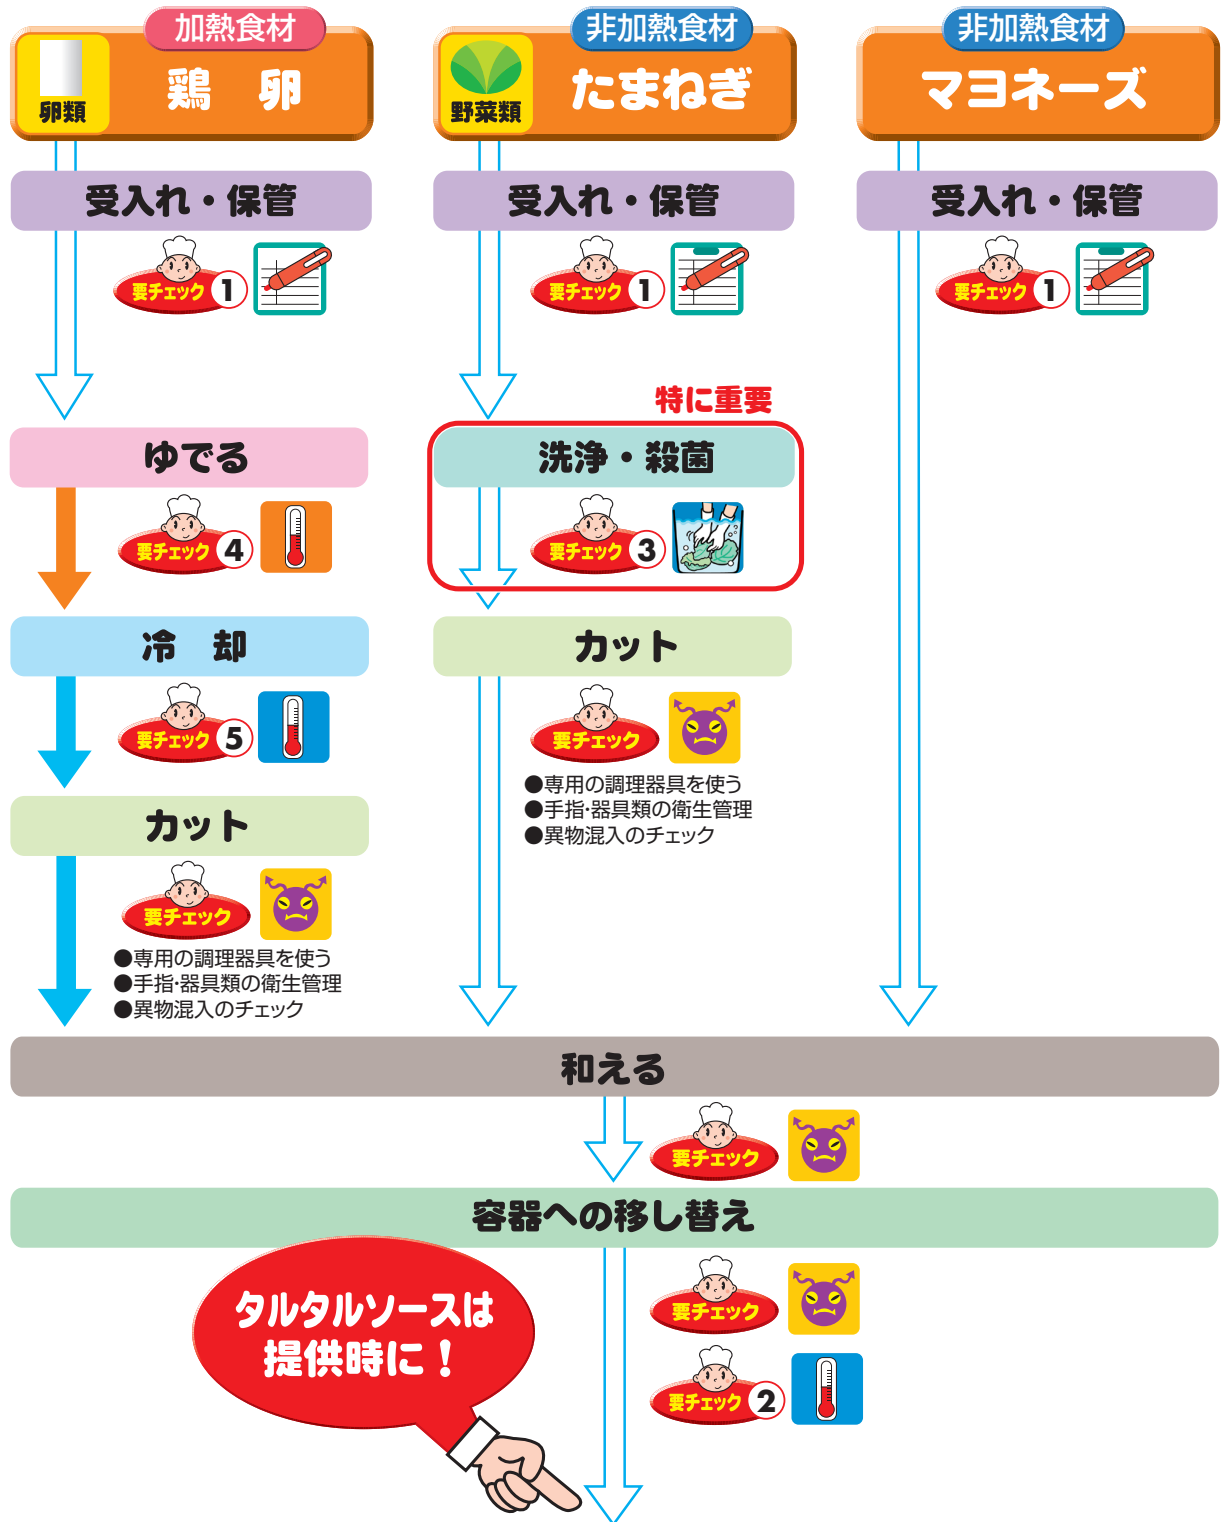 加熱食材
卵類
鶏　卵
非加熱食材
野菜類
たまねぎ
非加熱食材
マヨネーズ
受入れ・保管
受入れ・保管
受入れ・保管
要チェック 1
要チェック 1
要チェック 1
特に重要
ゆでる
洗浄・殺菌
要チェック 4
要チェック 3
冷　却
カット
要チェック 5
要チェック
●専用の調理器具を使う
●手指・器具類の衛生管理
●異物混入のチェック
カット
要チェック
●専用の調理器具を使う
●手指・器具類の衛生管理
●異物混入のチェック
和える
要チェック
容器への移し替え
タルタルソースは
提供時に！
要チェック
要チェック 2